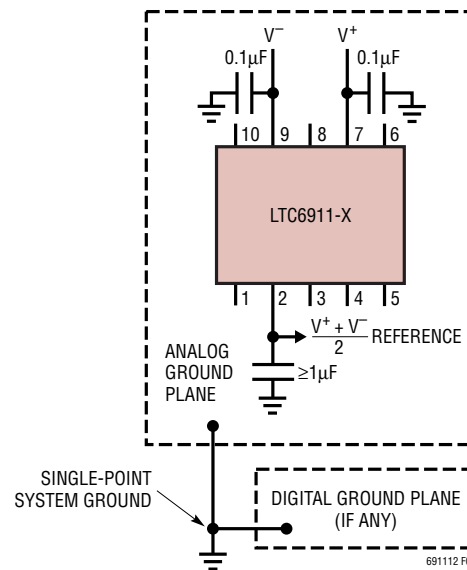 V– V+
0.1µF 0.1µF
10 9 8 7 6
LTC6911-X
1 2 3 4 5
V+ + V–
2
REFERENCE
≥1µF
ANALOG
GROUND
PLANE
SINGLE-POINT
SYSTEM GROUND
DIGITAL GROUND PLANE
(IF ANY)
691112